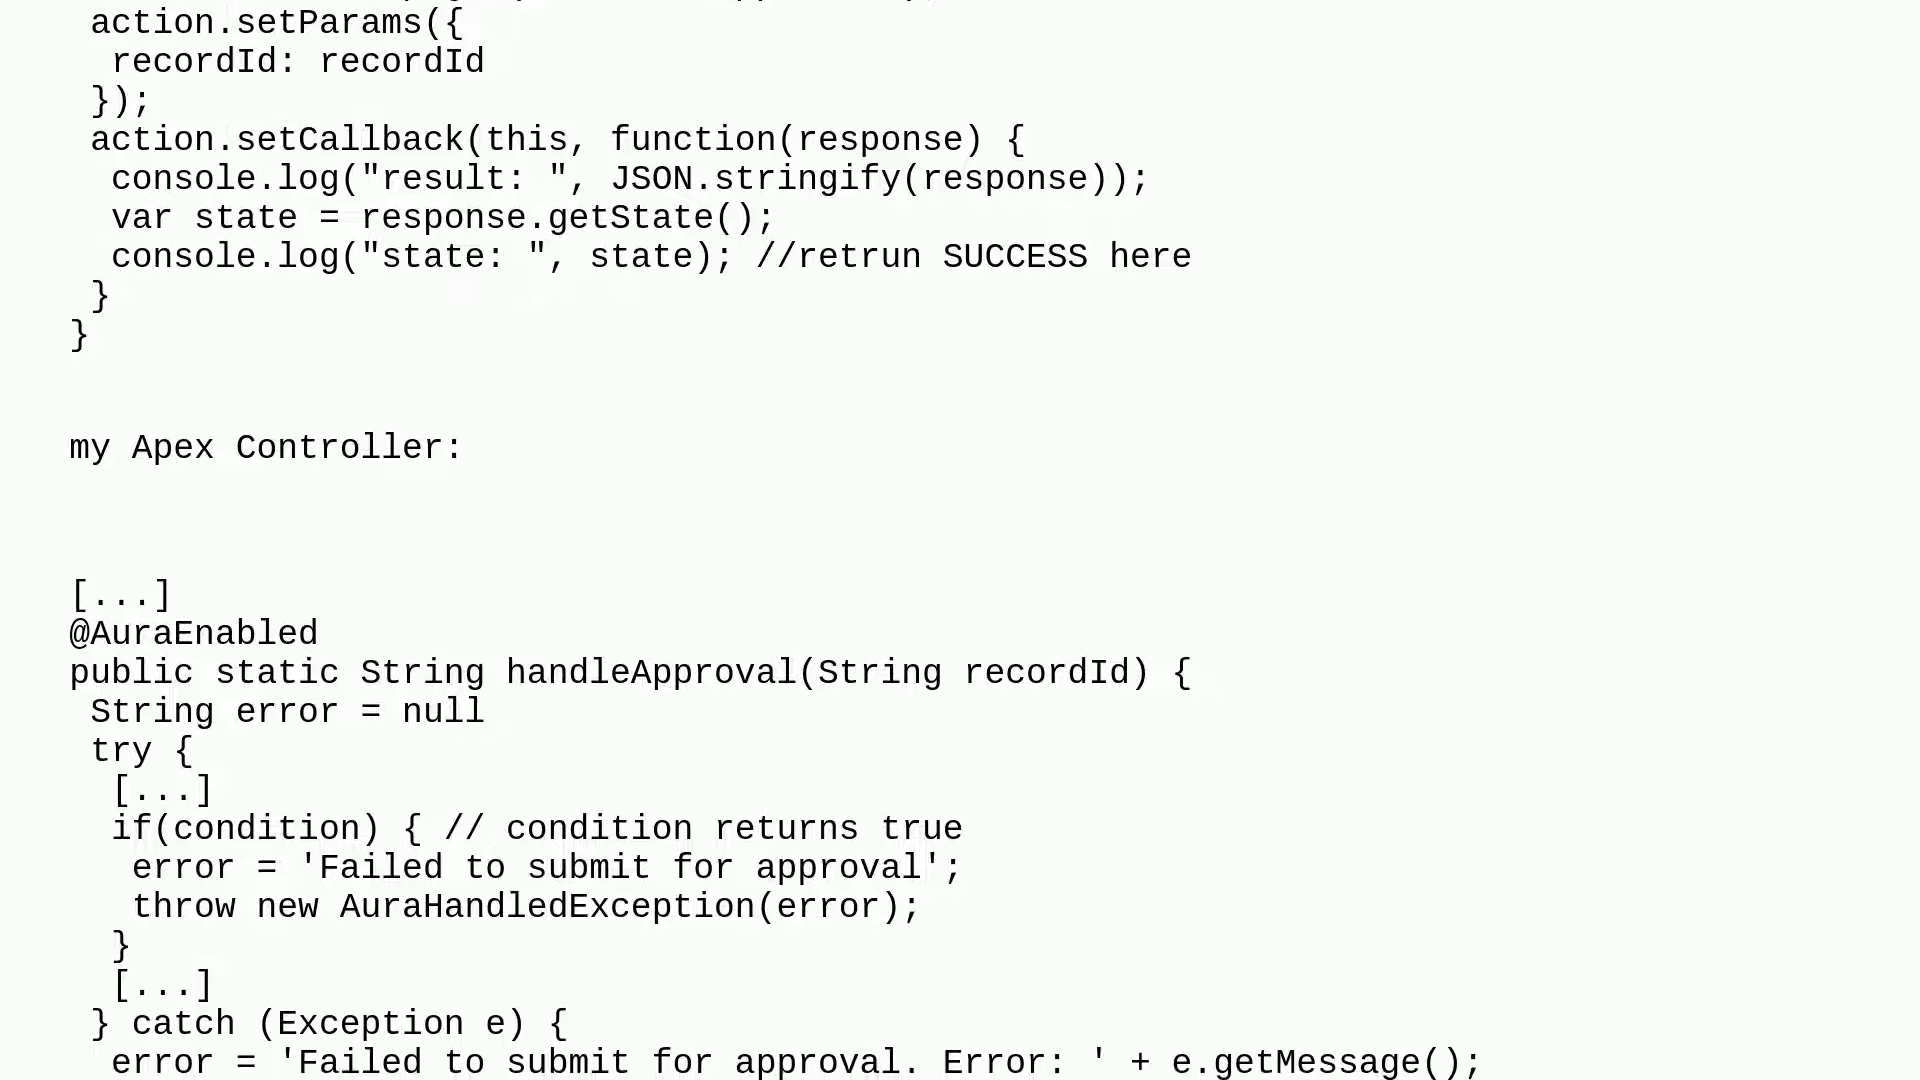 action.setParams({
recordId: recordId
});
action.setCallback(this, function(response) {
console.log("result: ", JSON.stringify(response));
var state = response.getState();
console.log("state: ", state); //retrun SUCCESS here
}
}
my Apex Controller:
[...]
@AuraEnabled
public static String handleApproval(String recordId) {
String error = null
try {
[...]
if(condition) { // condition returns true
error = 'Failed to submit for approval';
throw new AuraHandledException(error);
}
[...]
} catch (Exception e) {
error = 'Failed to submit for approval. Error: ' + e.getMessage();